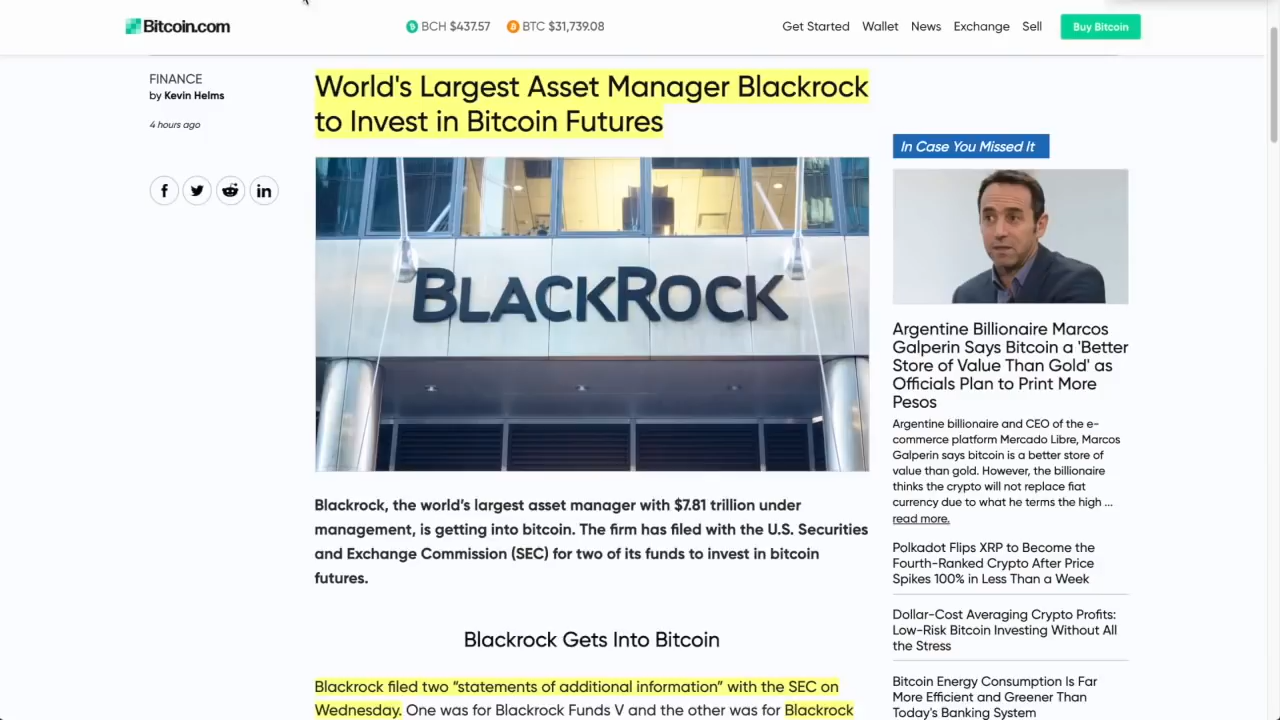 Bitcoin.com
BCH $437.57
BTC $31,739.08
Get Started
Wallet
News
Exchange
Sell
Buy Bitcoin
FINANCE
by Kevin Helms
4 hours ago
World's Largest Asset Manager Blackrock
to Invest in Bitcoin Futures
BLACKROCK
Blackrock, the world's largest asset manager with $7.81 trillion under
management, is getting into bitcoin. The firm has filed with the U.S. Securities
and Exchange Commission (SEC) for two of its funds to invest in bitcoin
futures.
Blackrock Gets Into Bitcoin
Blackrock filed two “statements of additional information” with the SEC on
Wednesday. One was for Blackrock Funds V and the other was for Blackrock
In Case You Missed It
Argentine Billionaire Marcos
Galperin Says Bitcoin a 'Better
Store of Value Than Gold' as
Officials Plan to Print More
Pesos
Argentine billionaire and CEO of the e-
commerce platform Mercado Libre, Marcos
Galperin says bitcoin is a better store of
value than gold. However, the billionaire
thinks the crypto will not replace fiat
currency due to what he terms the high ...
read more.
Polkadot Flips XRP to Become the
Fourth-Ranked Crypto After Price
Spikes 100% in Less Than a Week
Dollar-Cost Averaging Crypto Profits:
Low-Risk Bitcoin Investing Without All
the Stress
Bitcoin Energy Consumption Is Far
More Efficient and Greener Than
Today's Banking System